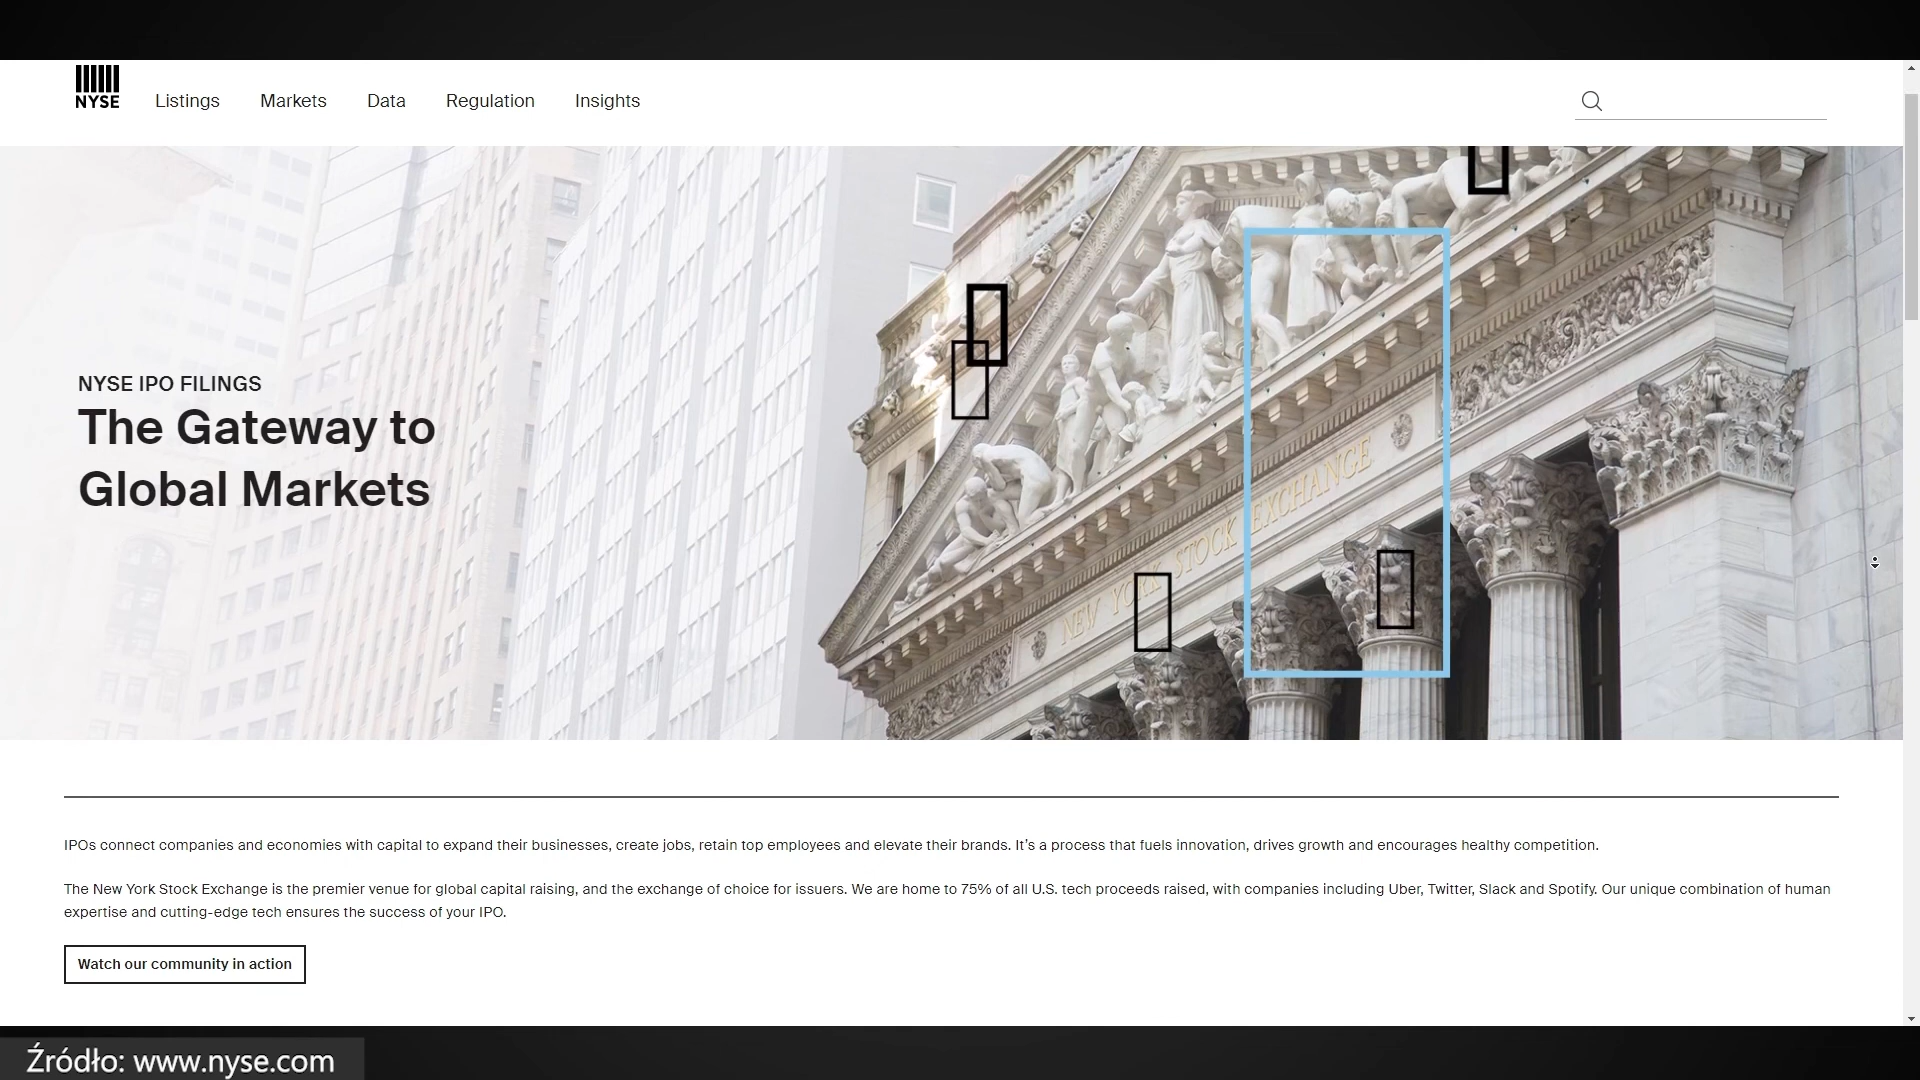 NYSE
Listings
Markets
Data
Regulation
Insights
NYSE IPO FILINGS
The Gateway to
Global Markets
NEW YORK STOCK EXCHANGE
IPOs connect companies and economies with capital to expand their businesses, create jobs, retain top employees and elevate their brands. It’s a process that fuels innovation, drives growth and encourages healthy competition.
The New York Stock Exchange is the premier venue for global capital raising, and the exchange of choice for issuers. We are home to 75% of all U.S. tech proceeds raised, with companies including Uber, Twitter, Slack and Spotify. Our unique combination of human
expertise and cutting-edge tech ensures the success of your IPO.
Watch our community in action
Źródło: www.nyse.com